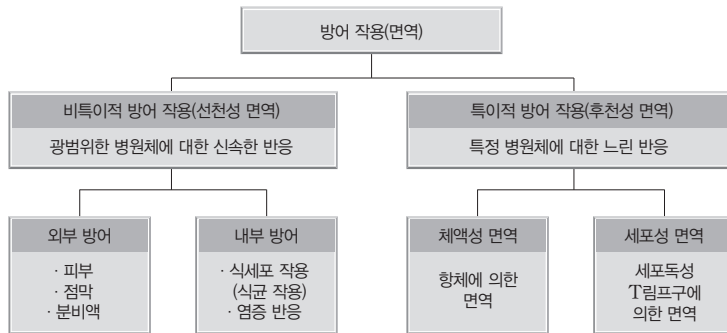 방어 작용(면역)
비특이적 방어 작용(선천성 면역)
광범위한 병원체에 대한 신속한 반응
특이적 방어 작용(후천성 면역)
특정 병원체에 대한 느린 반응
외부 방어
· 피부
· 점막
· 분비액
내부 방어
· 식세포 작용
(식균 작용)
· 염증 반응
체액성 면역
항체에 의한
면역
세포성 면역
세포독성
T림프구에
의한 면역